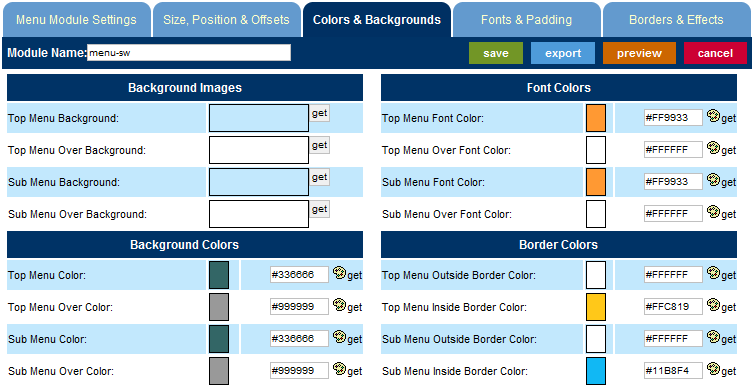 Menu Module Settings Size, Position & Offsets Colors & Backgrounds Fonts & Padding Borders & Effects
Module Name: menu-sw save export preview cancel
Background Images
Top Menu Background: get
Top Menu Over Background: get
Sub Menu Background: get
Sub Menu Over Background: get
Font Colors
Top Menu Font Color: #FF9933 get
Top Menu Over Font Color: #FFFFFF get
Sub Menu Font Color: #FF9933 get
Sub Menu Over Font Color: #FFFFFF get
Background Colors
Top Menu Color: #336666 get
Top Menu Over Color: #999999 get
Sub Menu Color: #336666 get
Sub Menu Over Color: #999999 get
Border Colors
Top Menu Outside Border Color: #FFFFFF get
Top Menu Inside Border Color: #FFC819 get
Sub Menu Outside Border Color: #FFFFFF get
Sub Menu Inside Border Color: #11B8F4 get